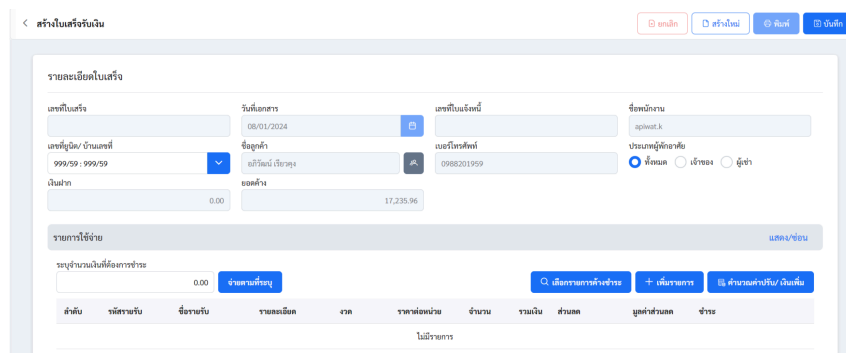 สร้างใบเสร็จรับเงิน ยกเลิก สร้างใหม่ พิมพ์ บันทึก
รายละเอียดใบเสร็จ
เลขที่ใบเสร็จ วันที่เอกสาร เลขที่ใบแจ้งหนี้ ชื่อพนักงาน
08/01/2024 apiwat.k
เลขที่ยูนิต/ บ้านเลขที่ ชื่อลูกค้า เบอร์โทรศัพท์ ประเภทผู้พักอาศัย
999/59 : 999/59 อภิวัฒน์ เรียวคุง 0988201959 ทั้งหมด เจ้าของ ผู้เช่า
เงินฝาก ยอดค้าง
0.00 17,235.96
รายการใช้จ่าย แสดง/ซ่อน
ระบุจำนวนเงินที่ต้องการชำระ
0.00 จ่ายตามที่ระบุ เลือกรายการค้างชำระ เพิ่มรายการ คำนวณค่าปรับ/ เงินเพิ่ม
ลำดับ รหัสรายรับ ชื่อรายรับ รายละเอียด งวด ราคาต่อหน่วย จำนวน รวมเงิน ส่วนลด มูลค่าส่วนลด ชำระ
ไม่มีรายการ